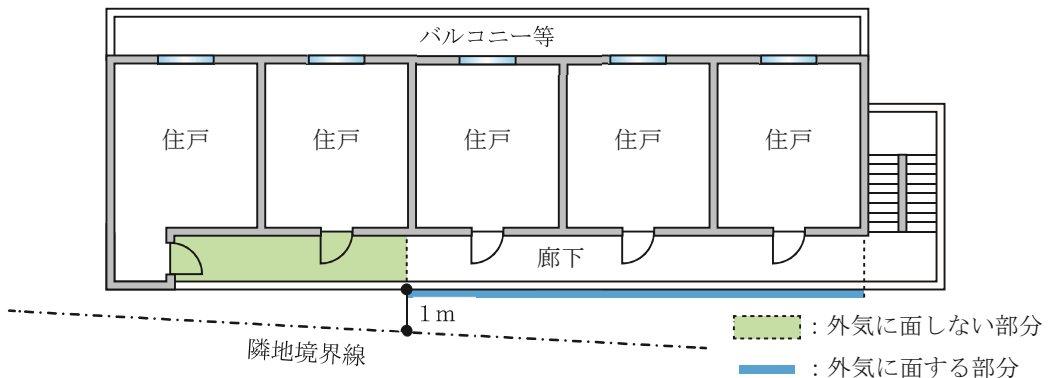 バルコニー等
住戸
住戸
住戸
住戸
住戸
廊下
1m
隣地境界線
：外気に面しない部分
：外気に面する部分